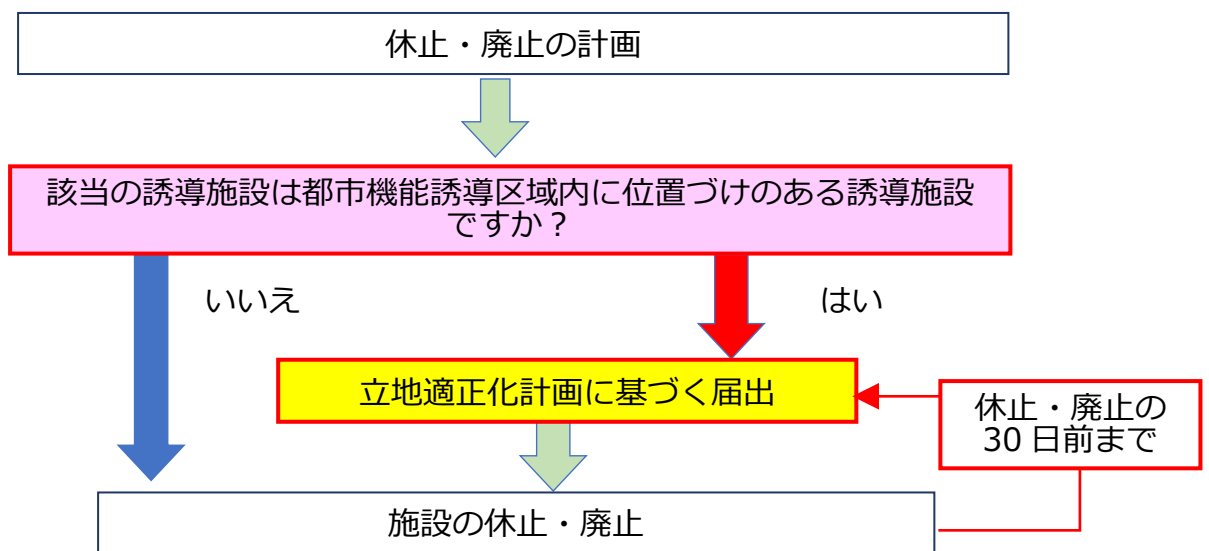 休止・廃止の計画
該当の誘導施設は都市機能誘導区域内に位置づけのある誘導施設
ですか？
いいえ
はい
立地適正化計画に基づく届出
休止・廃止の
30 日前まで
施設の休止・廃止